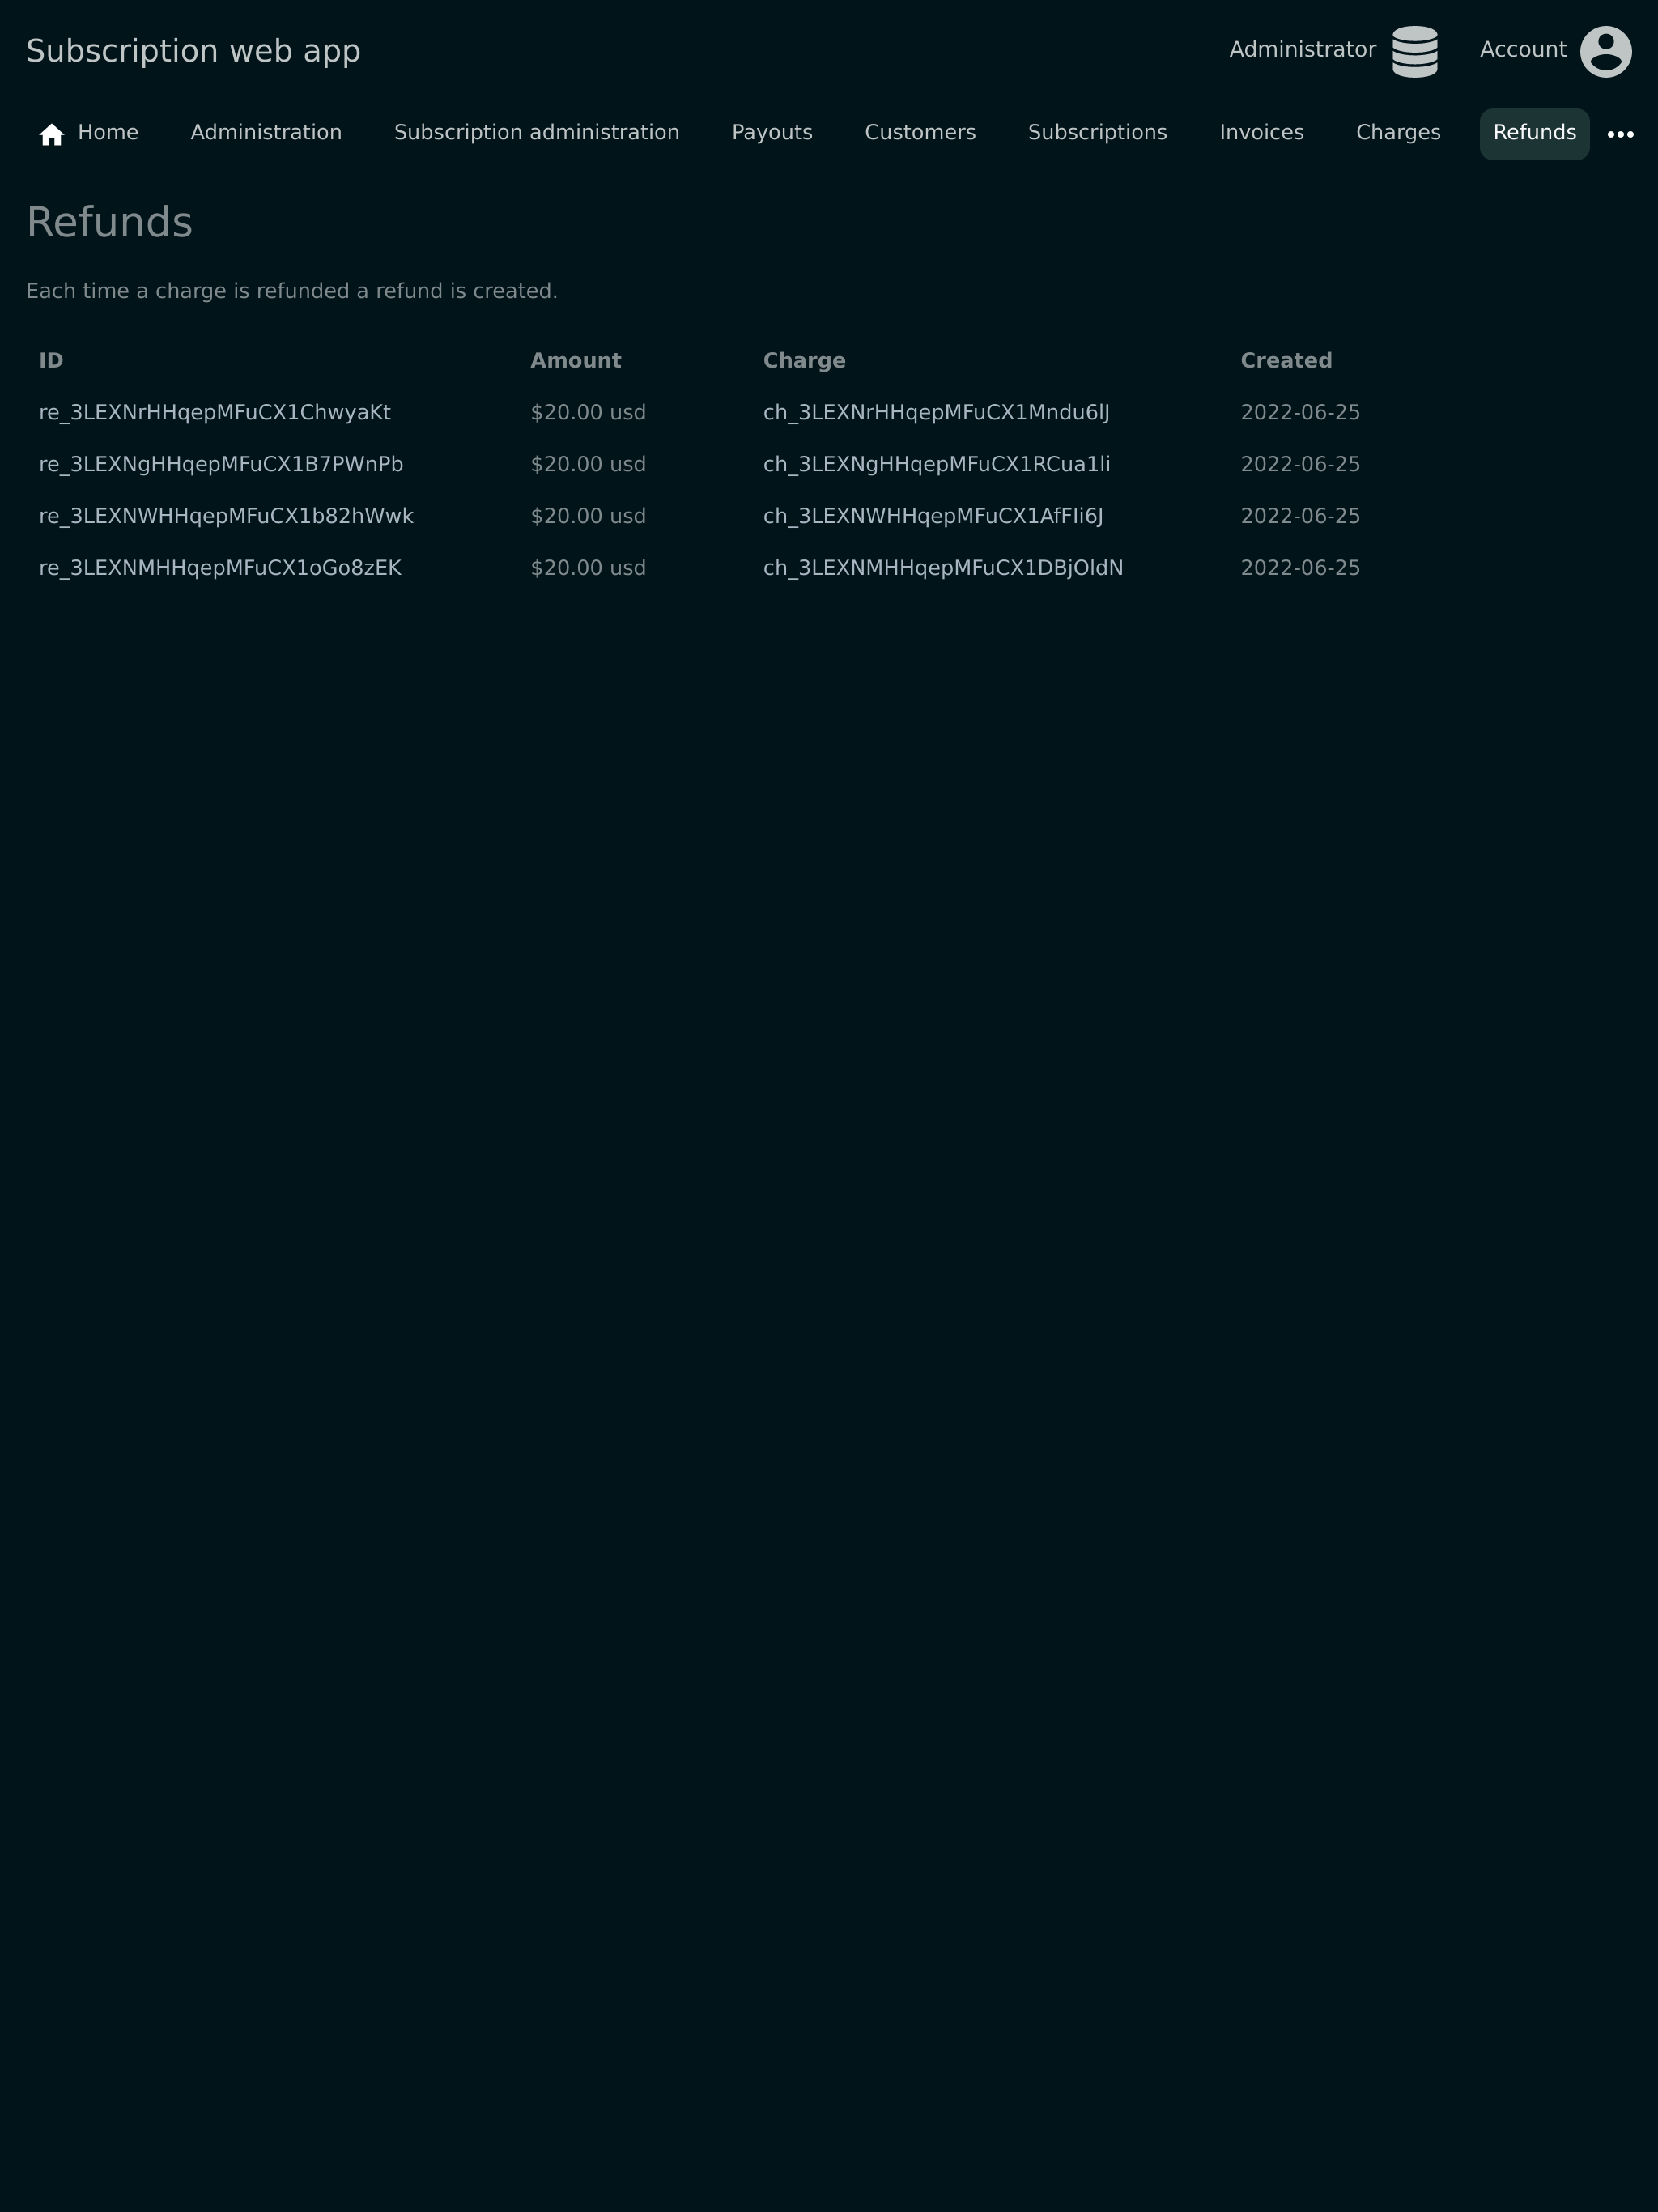 Subscription web app Administrator Account
Home Administration Subscription administration Payouts Customers Subscriptions Invoices Charges Refunds
Refunds
Each time a charge is refunded a refund is created.
ID Amount Charge Created
re_3LEXNrHHqepMFuCX1ChwyaKt $20.00 usd ch_3LEXNrHHqepMFuCX1Mndu6lJ 2022-06-25
re_3LEXNgHHqepMFuCX1B7PWnPb $20.00 usd ch_3LEXNgHHqepMFuCX1RCua1li 2022-06-25
re_3LEXNWHHqepMFuCX1b82hWwk $20.00 usd ch_3LEXNWHHqepMFuCX1AfFIi6J 2022-06-25
re_3LEXNMHHqepMFuCX1oGo8zEK $20.00 usd ch_3LEXNMHHqepMFuCX1DBjOldN 2022-06-25